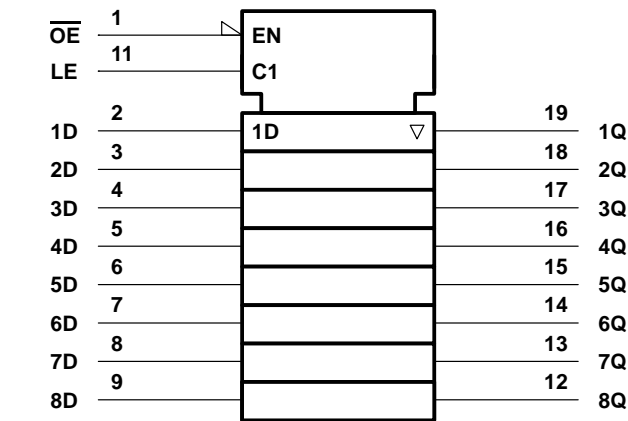 1
O̅E̅ EN
11
LE C1
2 19
1D 1D 1Q
3 18
2D 2Q
4 17
3D 3Q
5 16
4D 4Q
6 15
5D 5Q
7 14
6D 6Q
8 13
7D 7Q
9 12
8D 8Q